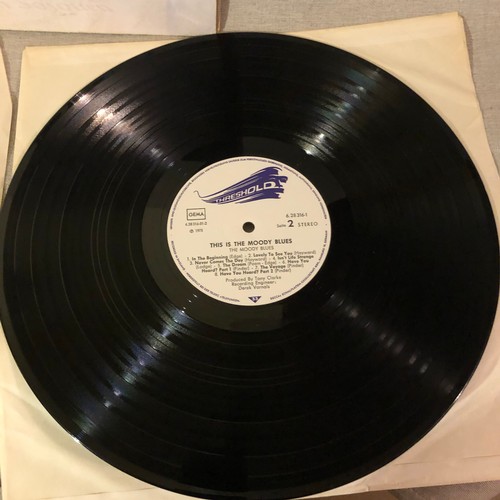 THRESHOLD
GEMA
6.28 316-1
Seite 2 STEREO
℗ 1975
THIS IS THE MOODY BLUES
THE MOODY BLUES
1. In The Beginning (Edge) · 2. Lovely To See You (Hayward)
3. Never Comes The Day (Hayward) · 4. Isn't Life Strange
(Lodge) · 5. The Dream · 6. Have You
Heard? Part 1 (Pinder) · 7. The Voyage (Pinder)
8. Have You Heard? Part 2 (Pinder)
Produced By Tony Clarke
Recording Engineer:
Derek Varnals